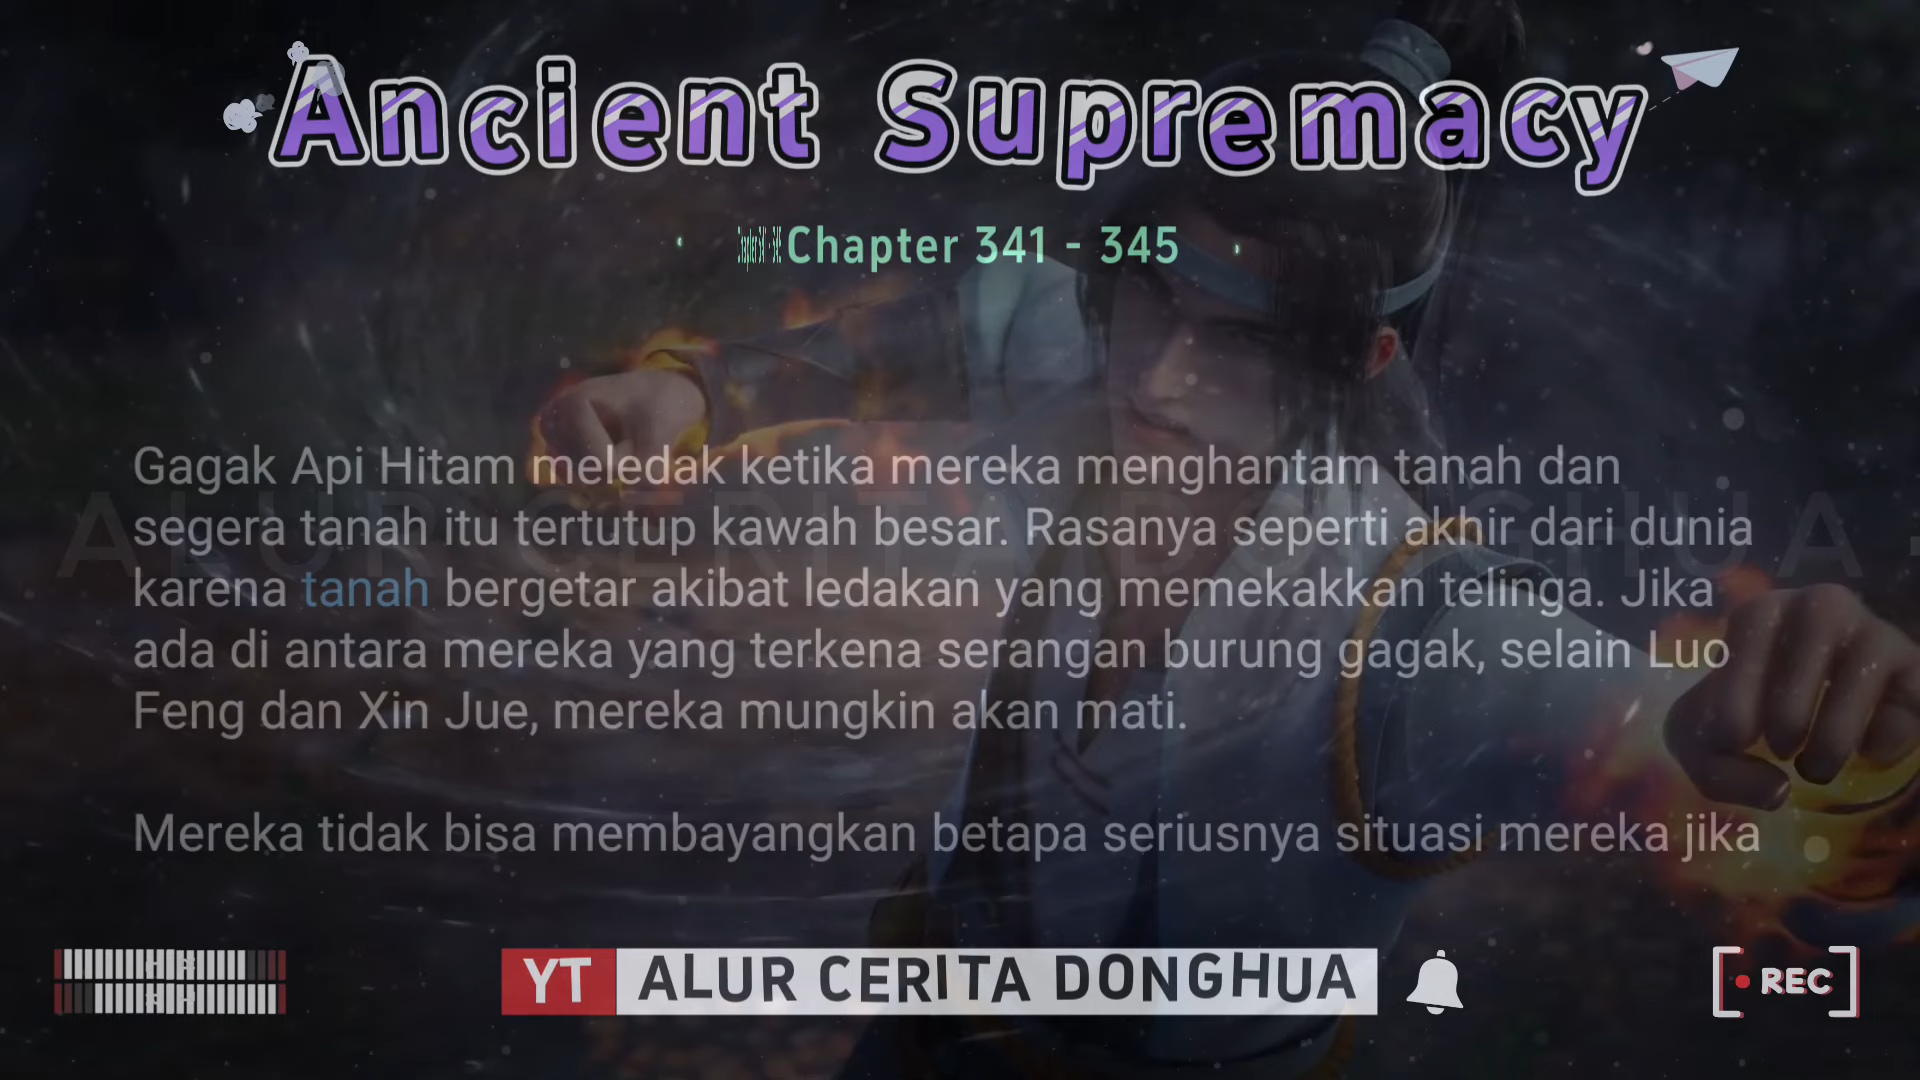 Ancient Supremacy
Chapter 341 - 345
Gagak Api Hitam meledak ketika mereka menghantam tanah dan
segera tanah itu tertutup kawah besar. Rasanya seperti akhir dari dunia
karena tanah bergetar akibat ledakan yang memekakkan telinga. Jika
ada di antara mereka yang terkena serangan burung gagak, selain Luo
Feng dan Xin Jue, mereka mungkin akan mati.
Mereka tidak bisa membayangkan betapa seriusnya situasi mereka jika
ALUR CERITA DONGHUA
YT ALUR CERITA DONGHUA
REC